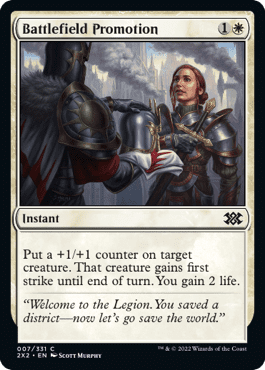 Battlefield Promotion 1
Instant
Put a +1/+1 counter on target
creature. That creature gains first
strike until end of turn. You gain 2 life.
“Welcome to the Legion. You saved a
district—now let’s go save the world.”
007/331 C
2X2 • EN Scott Murphy
™ & © 2022 Wizards of the Coast